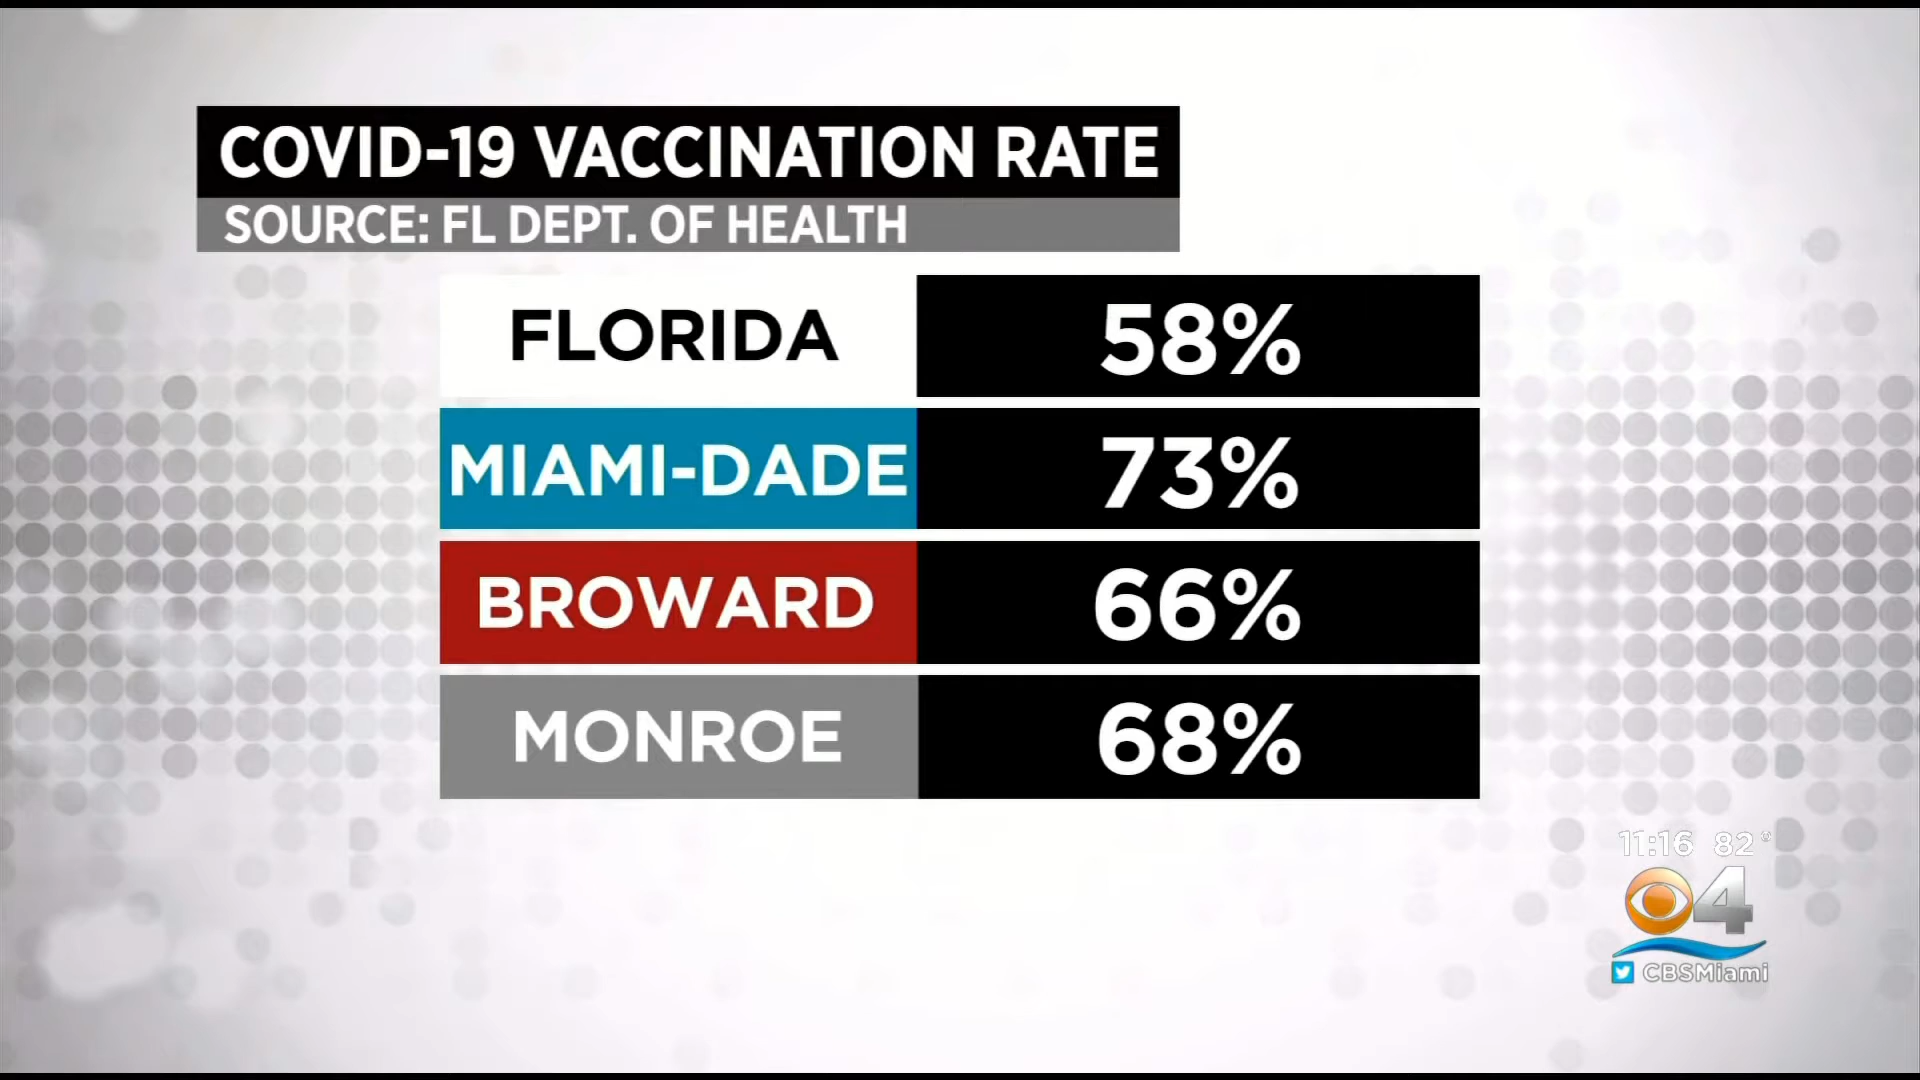 COVID-19 VACCINATION RATE
SOURCE: FL DEPT. OF HEALTH
FLORIDA 58%
MIAMI-DADE 73%
BROWARD 66%
MONROE 68%
11:16 82°
4
CBSMiami